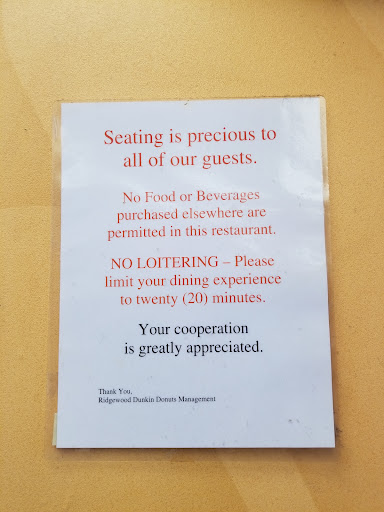 Seating is precious to
all of our guests.
No Food or Beverages
purchased elsewhere are
permitted in this restaurant.
NO LOITERING – Please
limit your dining experience
to twenty (20) minutes.
Your cooperation
is greatly appreciated.
Thank You,
Ridgewood Dunkin Donuts Management